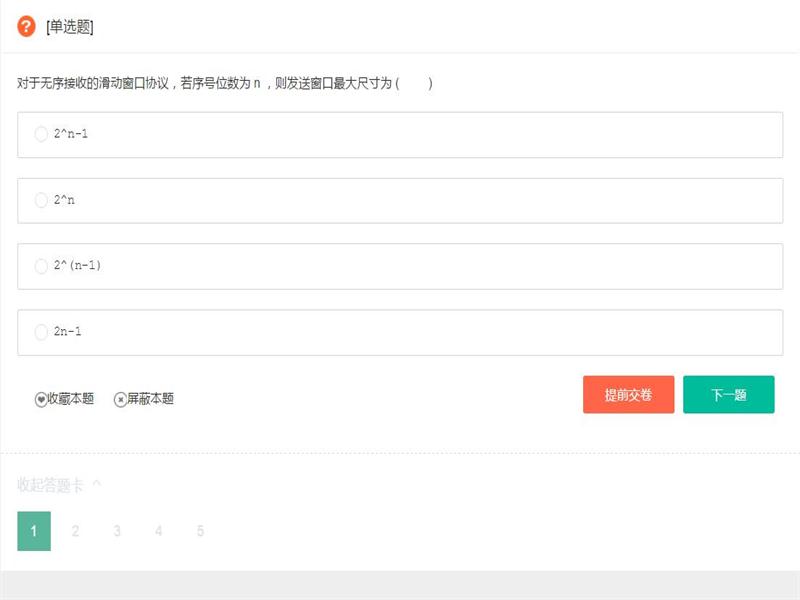 [单选题]
对于无序接收的滑动窗口协议，若序号位数为 n ，则发送窗口最大尺寸为 (　　)
2^n-1
2^n
2^(n-1)
2n-1
收藏本题 屏蔽本题 提前交卷 下一题
收起答题卡 ^
1 2 3 4 5